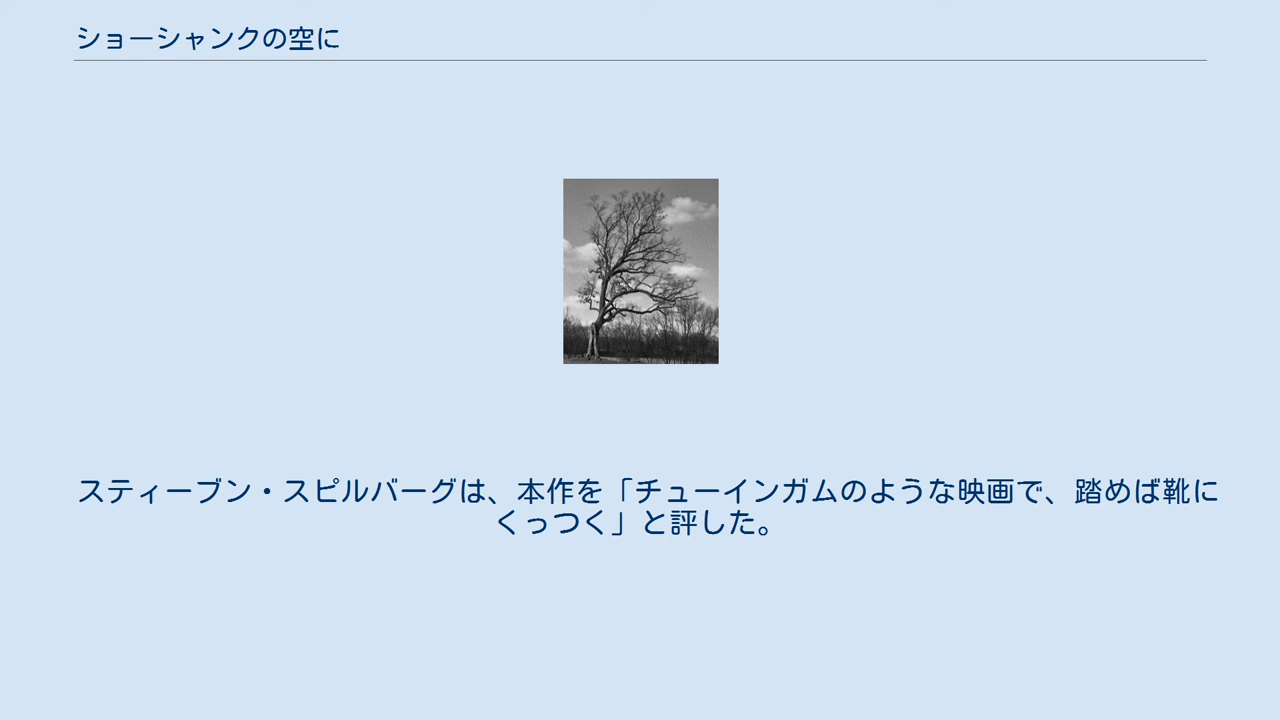 ショーシャンクの空に
スティーブン・スピルバーグは、本作を「チューインガムのような映画で、踏めば靴に
くっつく」と評した。